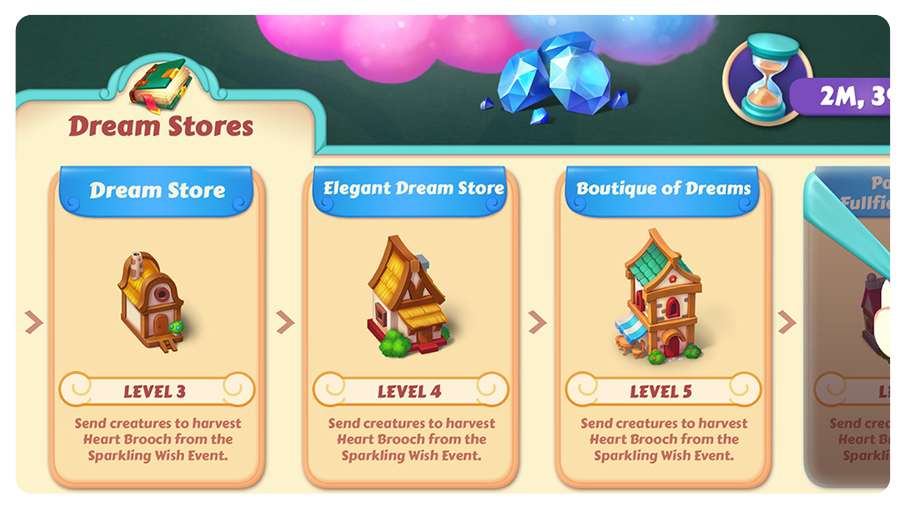 2M, 3
Dream Stores
Dream Store
LEVEL 3
Send creatures to harvest
Heart Brooch from the
Sparkling Wish Event.
Elegant Dream Store
LEVEL 4
Send creatures to harvest
Heart Brooch from the
Sparkling Wish Event.
Boutique of Dreams
LEVEL 5
Send creatures to harvest
Heart Brooch from the
Sparkling Wish Event.